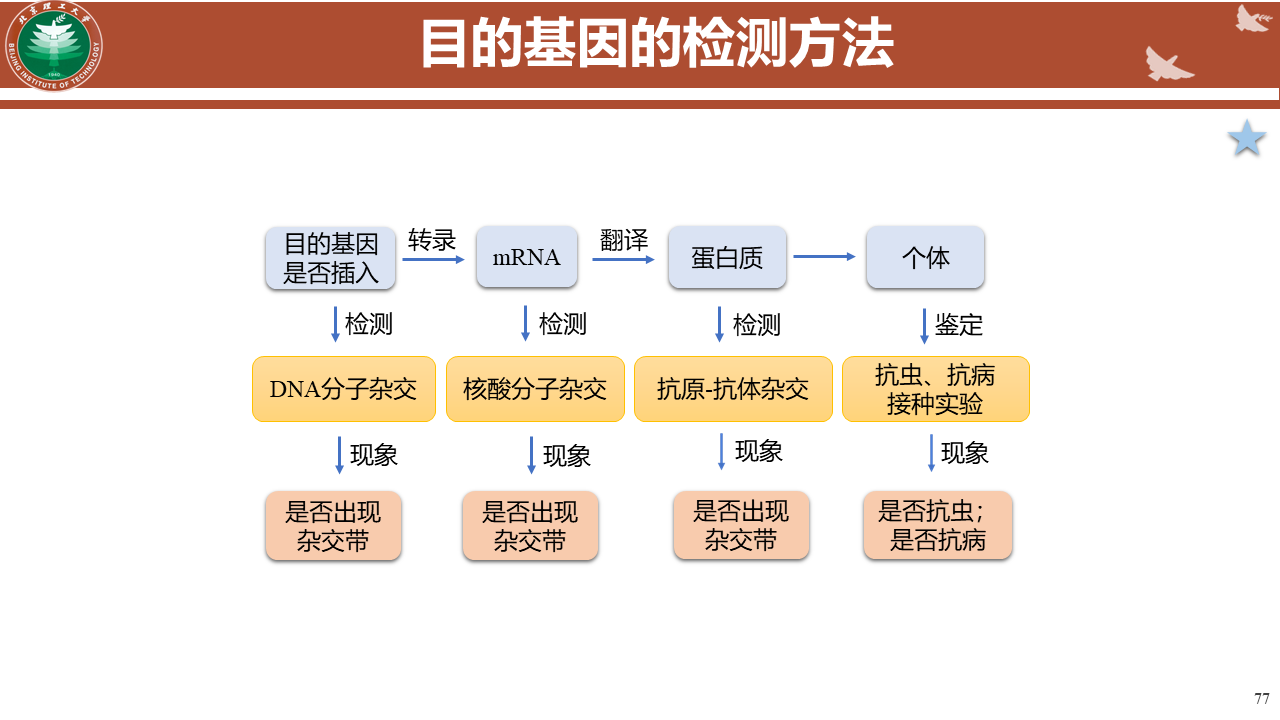 北京理工大学
BEIJING INSTITUTE OF TECHNOLOGY
1940
目的基因的检测方法
目的基因
是否插入
转录
mRNA
翻译
蛋白质
个体
检测
检测
检测
鉴定
DNA分子杂交
核酸分子杂交
抗原-抗体杂交
抗虫、抗病
接种实验
现象
现象
现象
现象
是否出现
杂交带
是否出现
杂交带
是否出现
杂交带
是否抗虫；
是否抗病
77